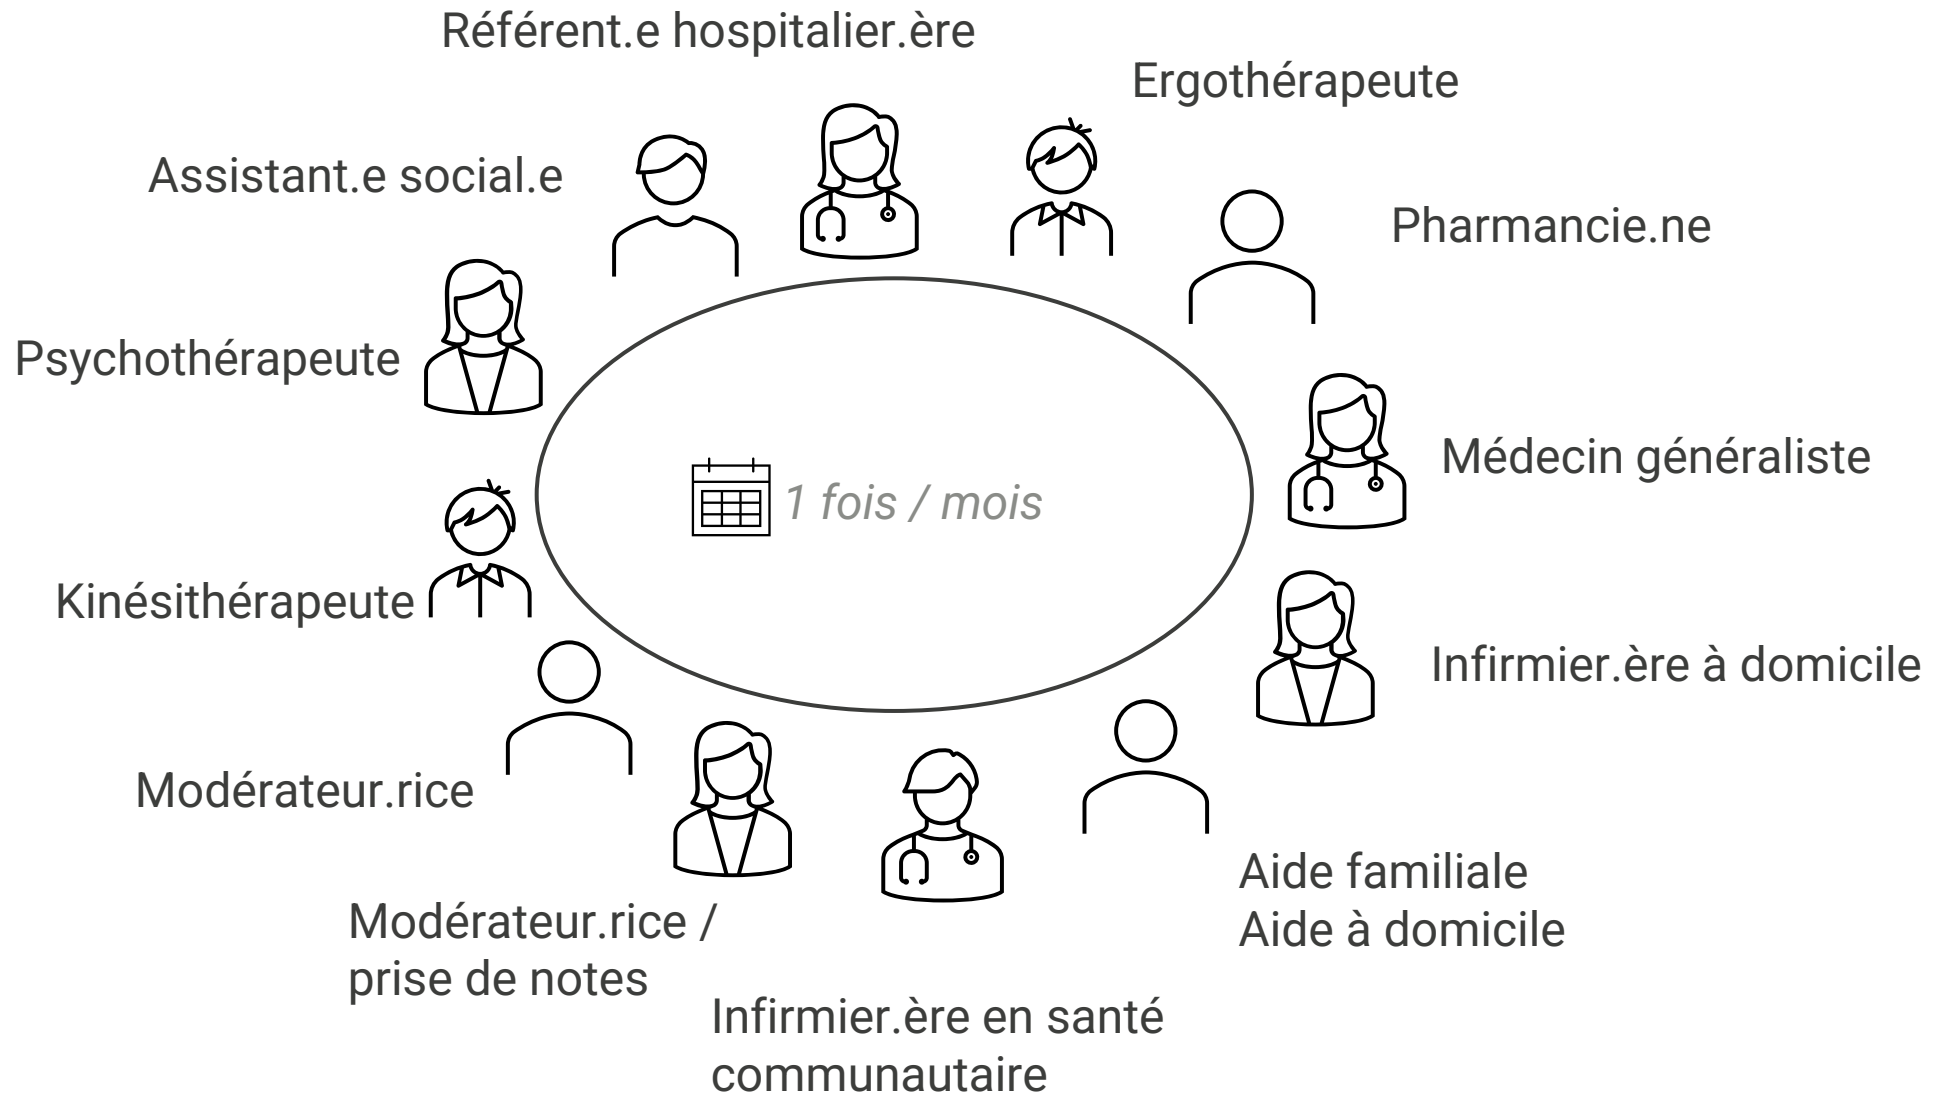 Référent.e hospitalier.ère
Ergothérapeute
Assistant.e social.e
Pharmancie.ne
Psychothérapeute
Médecin généraliste
1 fois / mois
Kinésithérapeute
Infirmier.ère à domicile
Modérateur.rice
Aide familiale
Aide à domicile
Modérateur.rice /
prise de notes
Infirmier.ère en santé
communautaire